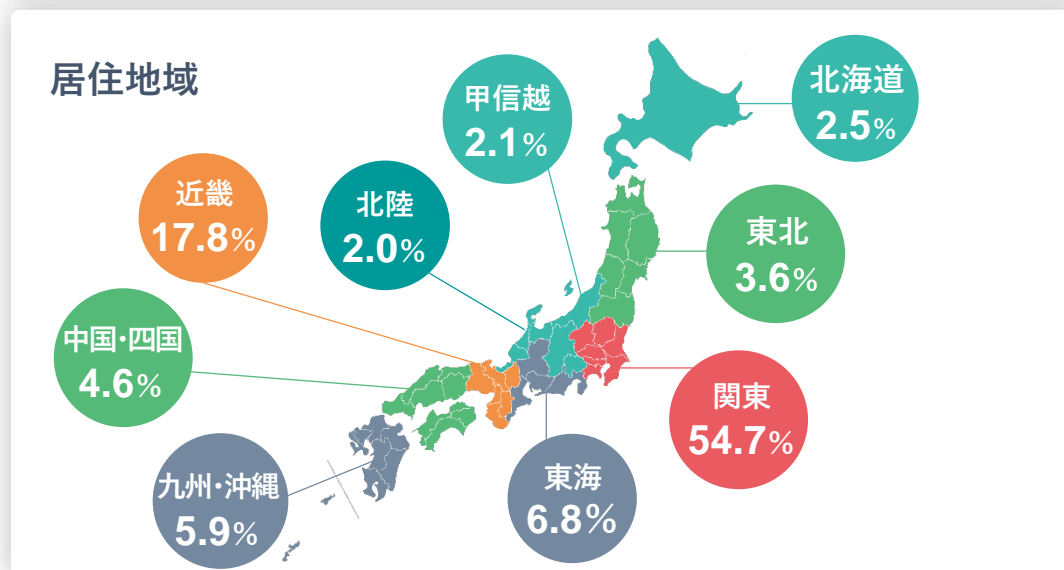 居住地域
甲信越
2.1%
北海道
2.5%
近畿
17.8%
北陸
2.0%
東北
3.6%
中国・四国
4.6%
関東
54.7%
九州・沖縄
5.9%
東海
6.8%